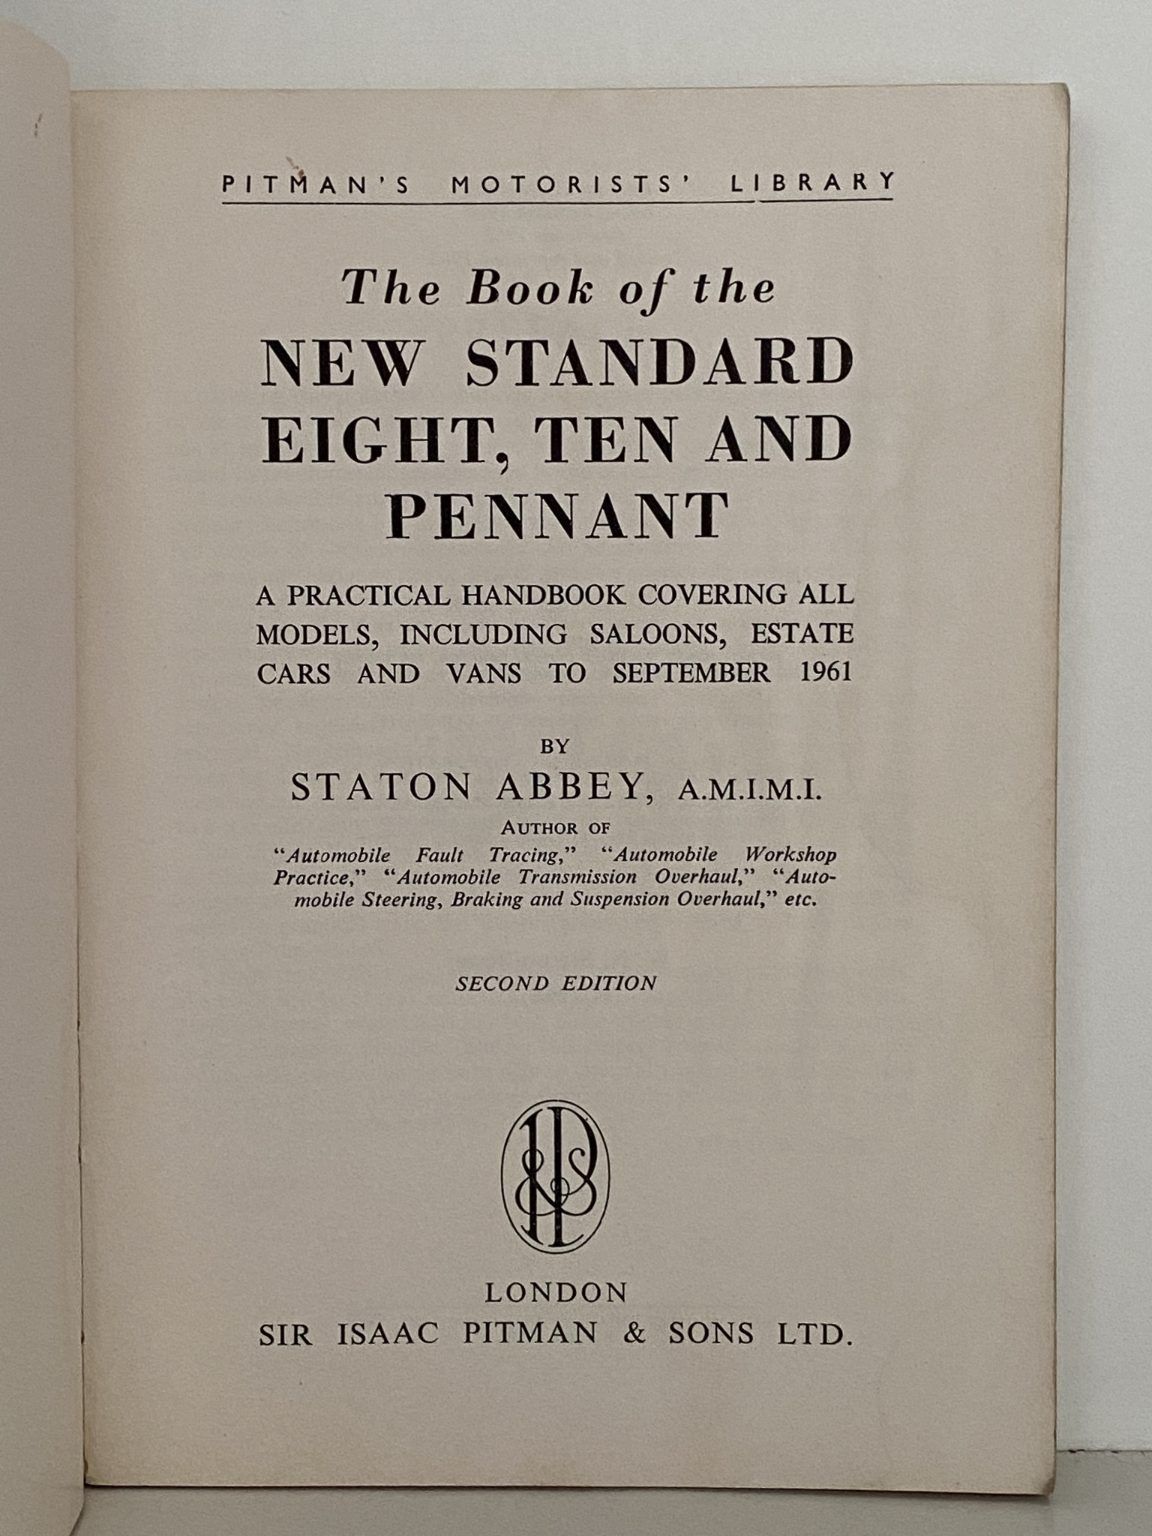 PITMAN'S MOTORISTS' LIBRARY
The Book of the
NEW STANDARD
EIGHT, TEN AND
PENNANT
A PRACTICAL HANDBOOK COVERING ALL
MODELS, INCLUDING SALOONS, ESTATE
CARS AND VANS TO SEPTEMBER 1961
BY
STATON ABBEY, A.M.I.M.I.
AUTHOR OF
"Automobile Fault Tracing," "Automobile Workshop
Practice," "Automobile Transmission Overhaul," "Auto-
mobile Steering, Braking and Suspension Overhaul," etc.
SECOND EDITION
LONDON
SIR ISAAC PITMAN & SONS LTD.